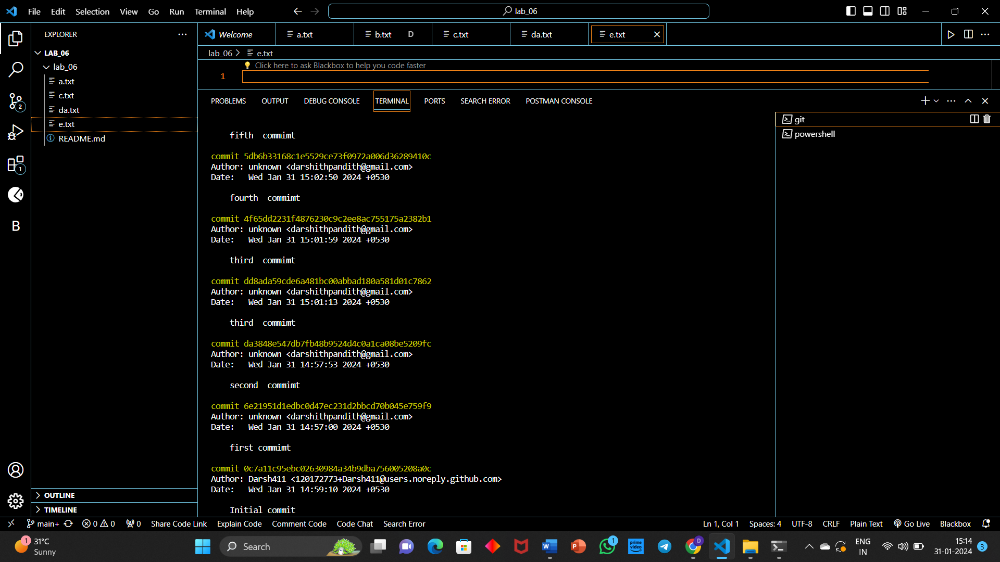 File Edit Selection View Go Run Terminal Help
lab_06
EXPLORER
Welcome
a.txt
b.txt D
c.txt
da.txt
e.txt
LAB_06
lab_06
a.txt
c.txt
da.txt
e.txt
README.md
lab_06 > e.txt
Click here to ask Blackbox to help you code faster
1
PROBLEMS OUTPUT DEBUG CONSOLE TERMINAL PORTS SEARCH ERROR POSTMAN CONSOLE
git
powershell
2
1
B
fifth  commimt
commit 5db6b33168c1e5529ce73f0972a006d36289410c
Author: unknown <darshithpandith@gmail.com>
Date:   Wed Jan 31 15:02:50 2024 +0530
fourth  commimt
commit 4f65dd2231f4876230c9c2ee8ac755175a2382b1
Author: unknown <darshithpandith@gmail.com>
Date:   Wed Jan 31 15:01:59 2024 +0530
third  commimt
commit dd8ada59cde6a481bc00abbad180a581d01c7862
Author: unknown <darshithpandith@gmail.com>
Date:   Wed Jan 31 15:01:13 2024 +0530
third  commimt
commit da3848e547db7fb48b9524d4c0a1ca08be5209fc
Author: unknown <darshithpandith@gmail.com>
Date:   Wed Jan 31 14:57:53 2024 +0530
second  commimt
commit 6e21951d1edbc0d47ec231d2bbcd70b045e759f9
Author: unknown <darshithpandith@gmail.com>
Date:   Wed Jan 31 14:57:00 2024 +0530
first commimt
commit 0c7a11c95ebc02630984a34b9dba756005208a0c
Author: Darsh411 <120172773+Darsh411@users.noreply.github.com>
Date:   Wed Jan 31 14:59:10 2024 +0530
Initial commit
OUTLINE
TIMELINE
main+ 0 0 0 Share Code Link Explain Code Comment Code Code Chat Search Error
Ln 1, Col 1 Spaces: 4 UTF-8 CRLF Plain Text Go Live Blackbox
1
31°C
Sunny
Search
W
P
1
prime video
D
ENG
IN
15:14
31-01-2024
3